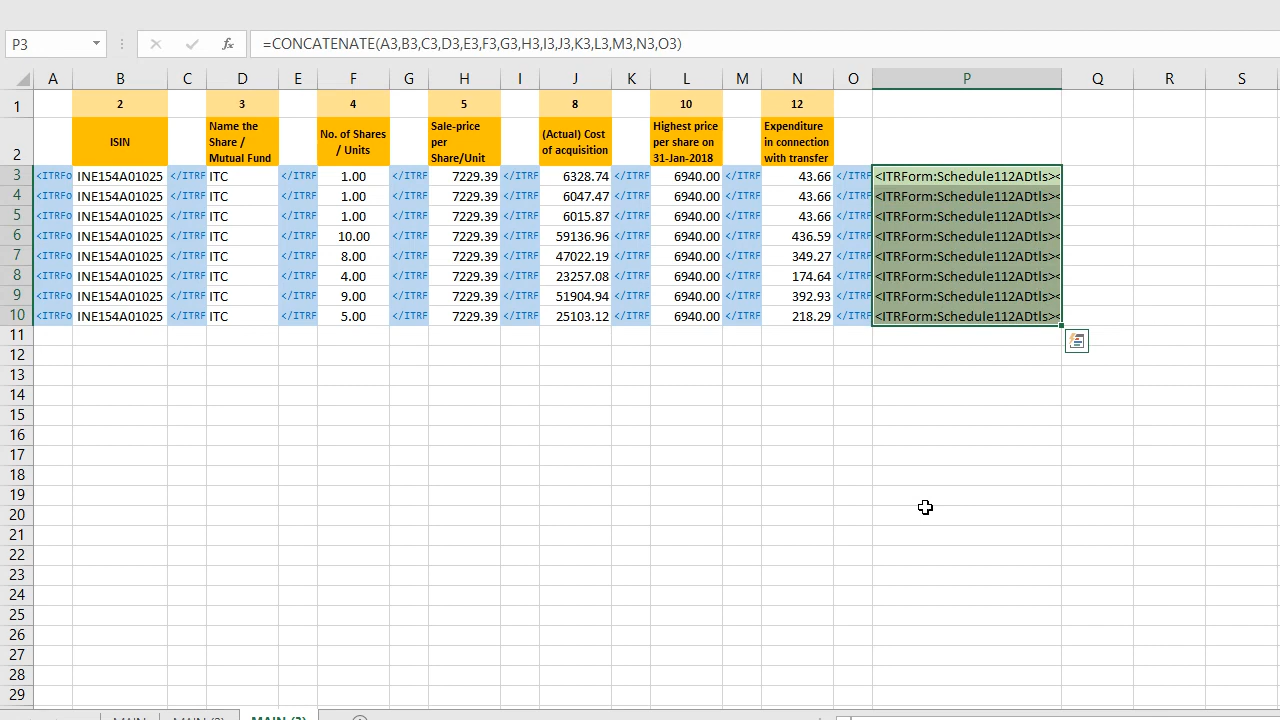 P3 fx =CONCATENATE(A3,B3,C3,D3,E3,F3,G3,H3,I3,J3,K3,L3,M3,N3,O3)
A B C D E F G H I J K L M N O P Q R S
1 2 3 4 5 8 10 12
2 ISIN Name the Share / Mutual Fund No. of Shares / Units Sale-price per Share/Unit (Actual) Cost of acquisition Highest price per share on 31-Jan-2018 Expenditure in connection with transfer
3 <ITRFo INE154A01025 </ITRF ITC </ITRF 1.00 </ITRF 7229.39 </ITRF 6328.74 </ITRF 6940.00 </ITRF 43.66 </ITRF <ITRForm:Schedule112ADtls><
4 <ITRFo INE154A01025 </ITRF ITC </ITRF 1.00 </ITRF 7229.39 </ITRF 6047.47 </ITRF 6940.00 </ITRF 43.66 </ITRF <ITRForm:Schedule112ADtls><
5 <ITRFo INE154A01025 </ITRF ITC </ITRF 1.00 </ITRF 7229.39 </ITRF 6015.87 </ITRF 6940.00 </ITRF 43.66 </ITRF <ITRForm:Schedule112ADtls><
6 <ITRFo INE154A01025 </ITRF ITC </ITRF 10.00 </ITRF 7229.39 </ITRF 59136.96 </ITRF 6940.00 </ITRF 436.59 </ITRF <ITRForm:Schedule112ADtls><
7 <ITRFo INE154A01025 </ITRF ITC </ITRF 8.00 </ITRF 7229.39 </ITRF 47022.19 </ITRF 6940.00 </ITRF 349.27 </ITRF <ITRForm:Schedule112ADtls><
8 <ITRFo INE154A01025 </ITRF ITC </ITRF 4.00 </ITRF 7229.39 </ITRF 23257.08 </ITRF 6940.00 </ITRF 174.64 </ITRF <ITRForm:Schedule112ADtls><
9 <ITRFo INE154A01025 </ITRF ITC </ITRF 9.00 </ITRF 7229.39 </ITRF 51904.94 </ITRF 6940.00 </ITRF 392.93 </ITRF <ITRForm:Schedule112ADtls><
10 <ITRFo INE154A01025 </ITRF ITC </ITRF 5.00 </ITRF 7229.39 </ITRF 25103.12 </ITRF 6940.00 </ITRF 218.29 </ITRF <ITRForm:Schedule112ADtls><
11
12
13
14
15
16
17
18
19
20
21
22
23
24
25
26
27
28
29